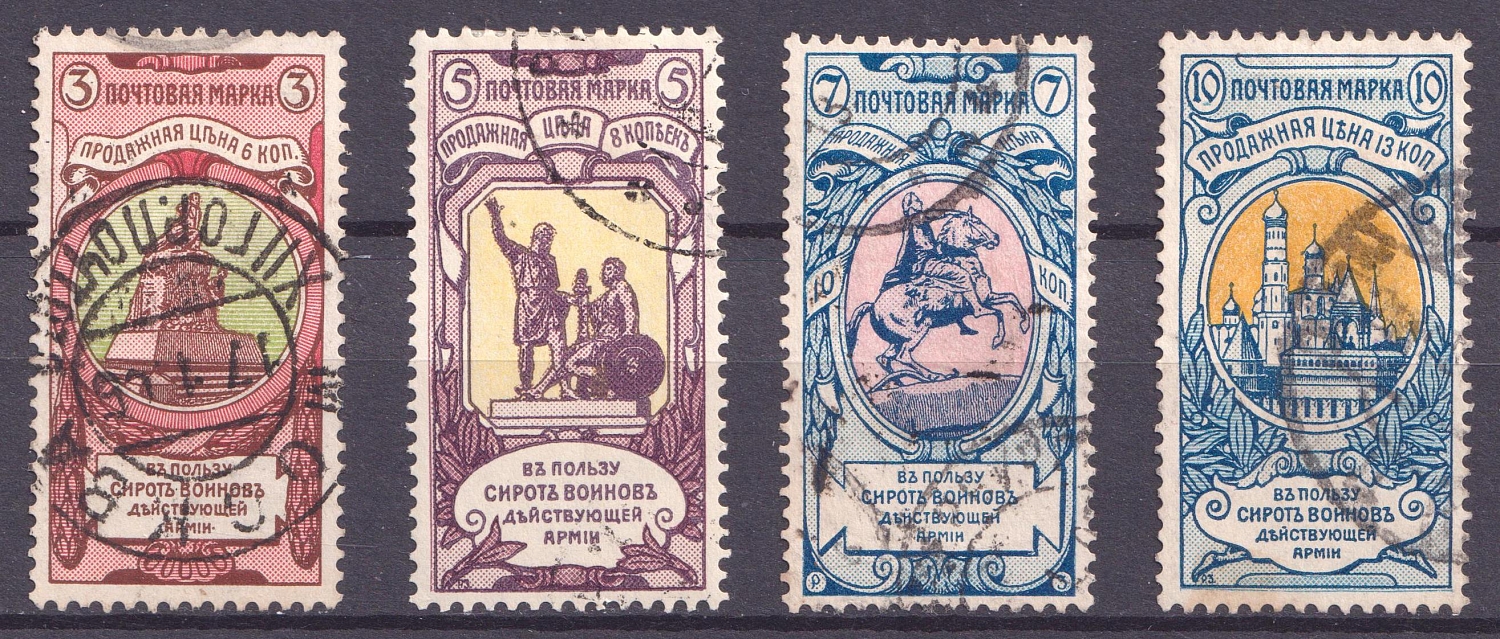 3 ПОЧТОВАЯ МАРКА 3
ПРОДАЖНАЯ ЦѢНА 6 КОП.
ВЪ ПОЛЬЗУ
СИРОТЪ ВОИНОВЪ
ДѢЙСТВУЮЩЕЙ
АРМІИ
5 ПОЧТОВАЯ МАРКА 5
ПРОДАЖНАЯ ЦѢНА 8 КОПѢЕКЪ
ВЪ ПОЛЬЗУ
СИРОТЪ ВОИНОВЪ
ДѢЙСТВУЮЩЕЙ
АРМІИ
7 ПОЧТОВАЯ МАРКА 7
ПРОДАЖНАЯ ЦѢНА
10 КОП.
ВЪ ПОЛЬЗУ
СИРОТЪ ВОИНОВЪ
ДѢЙСТВУЮЩЕЙ
АРМІИ
10 ПОЧТОВАЯ МАРКА 10
ПРОДАЖНАЯ ЦѢНА 13 КОП
ВЪ ПОЛЬЗУ
СИРОТЪ ВОИНОВЪ
ДѢЙСТВУЮЩЕЙ
АРМІИ